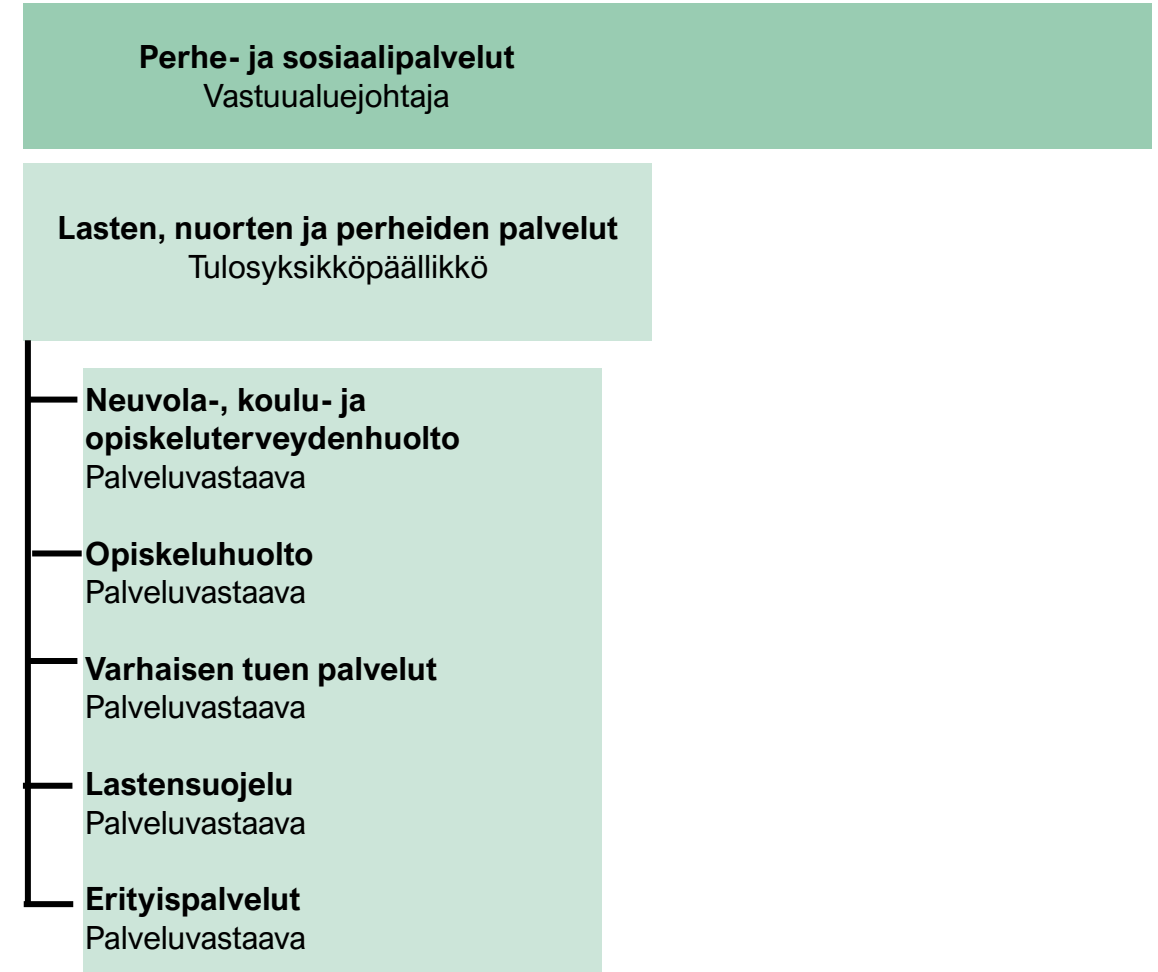 Perhe- ja sosiaalipalvelut
Vastuualuejohtaja
Lasten, nuorten ja perheiden palvelut
Tulosyksikköpäällikkö
Neuvola-, koulu- ja
opiskeluterveydenhuolto
Palveluvastaava
Opiskeluhuolto
Palveluvastaava
Varhaisen tuen palvelut
Palveluvastaava
Lastensuojelu
Palveluvastaava
Erityispalvelut
Palveluvastaava